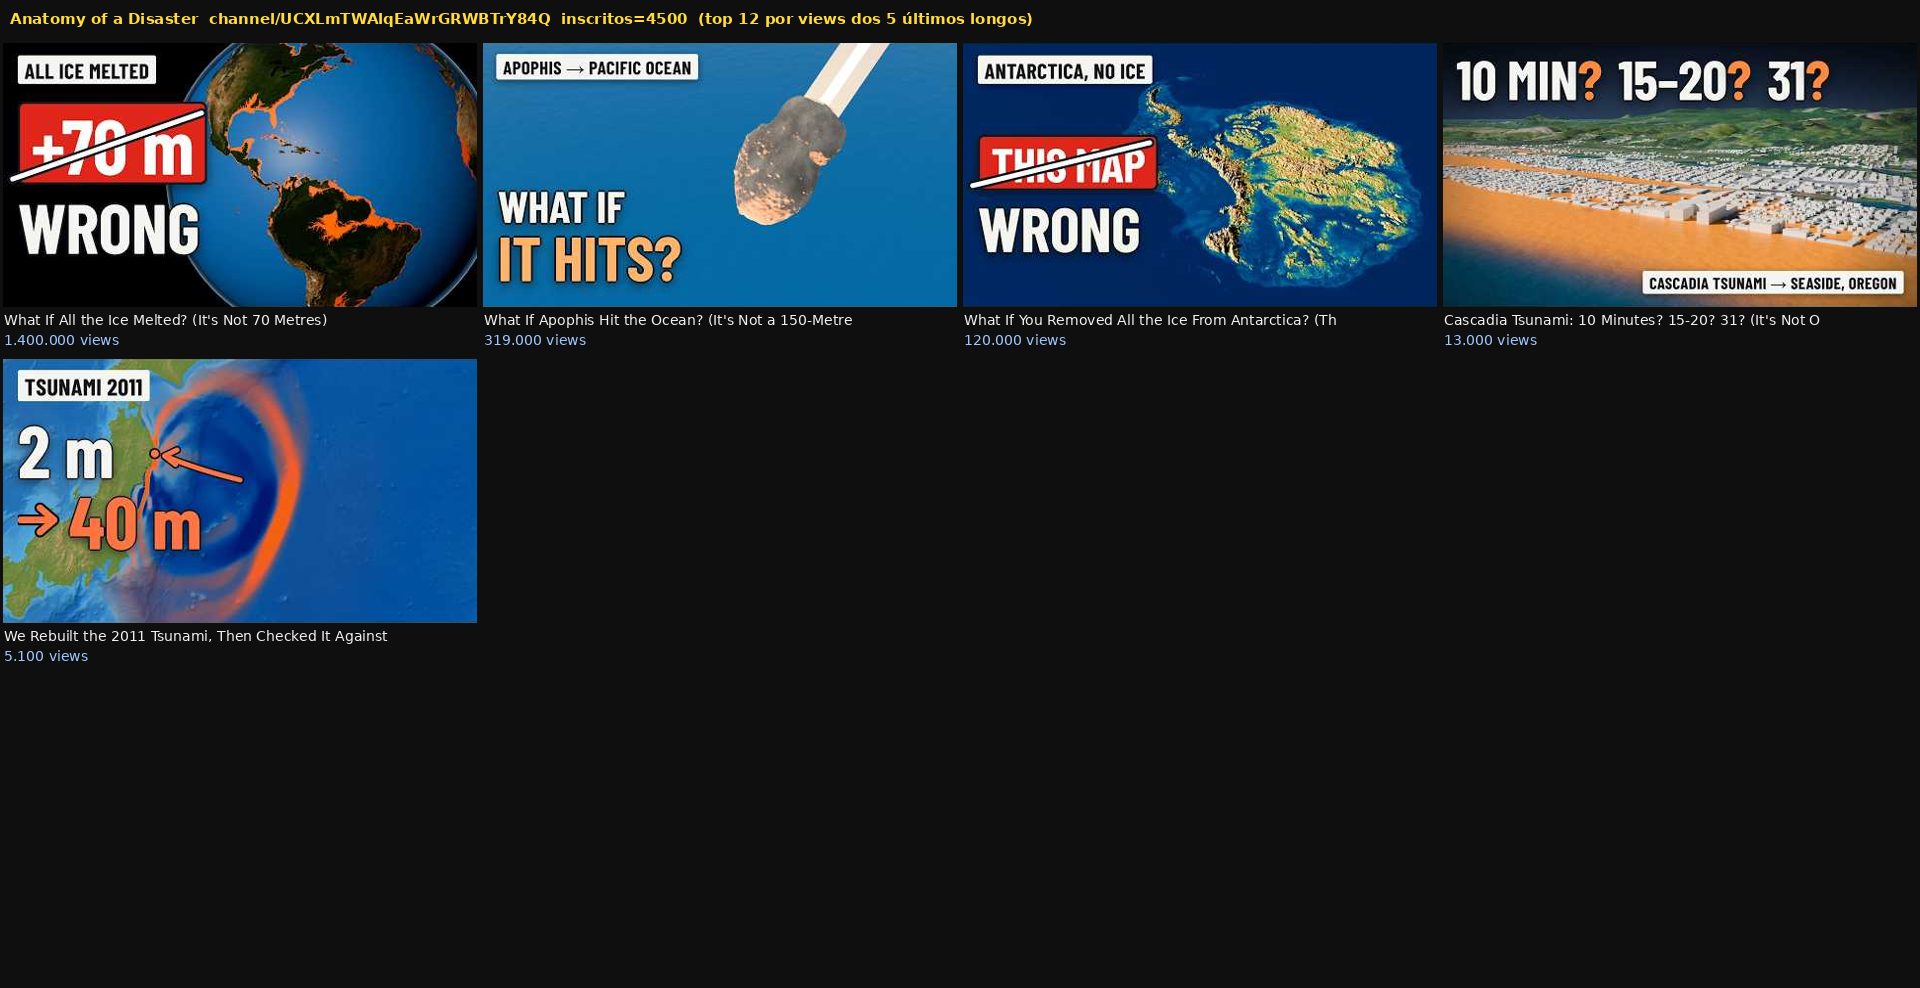 Anatomy of a Disaster channel/UCXLmTWAIqEaWrGRWBTrY84Q inscritos=4500 (top 12 por views dos 5 últimos longos)
ALL ICE MELTED
+70 m
WRONG
What If All the Ice Melted? (It's Not 70 Metres)
1.400.000 views
APOPHIS → PACIFIC OCEAN
WHAT IF
IT HITS?
What If Apophis Hit the Ocean? (It's Not a 150-Metre
319.000 views
ANTARCTICA, NO ICE
THIS MAP
WRONG
What If You Removed All the Ice From Antarctica? (Th
120.000 views
10 MIN? 15–20? 31?
CASCADIA TSUNAMI → SEASIDE, OREGON
Cascadia Tsunami: 10 Minutes? 15-20? 31? (It's Not O
13.000 views
TSUNAMI 2011
2 m
→ 40 m
We Rebuilt the 2011 Tsunami, Then Checked It Against
5.100 views